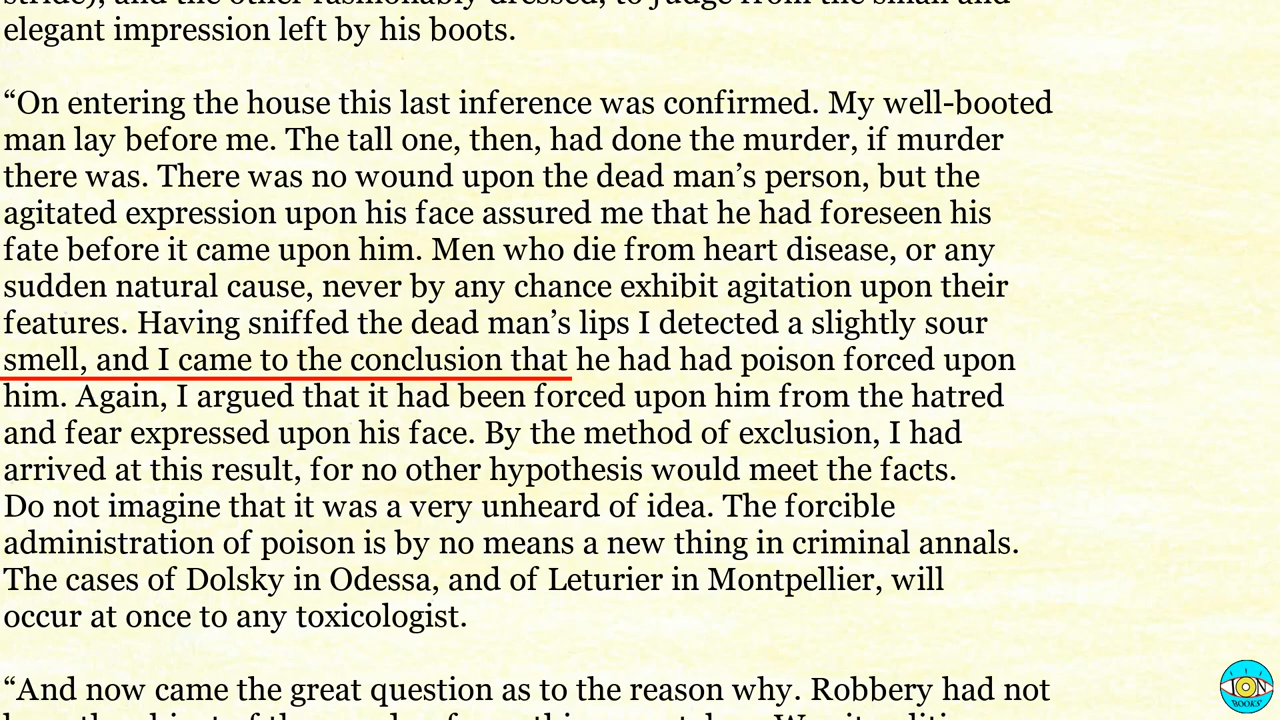 elegant impression left by his boots.
“On entering the house this last inference was confirmed. My well-booted
man lay before me. The tall one, then, had done the murder, if murder
there was. There was no wound upon the dead man’s person, but the
agitated expression upon his face assured me that he had foreseen his
fate before it came upon him. Men who die from heart disease, or any
sudden natural cause, never by any chance exhibit agitation upon their
features. Having sniffed the dead man’s lips I detected a slightly sour
smell, and I came to the conclusion that he had had poison forced upon
him. Again, I argued that it had been forced upon him from the hatred
and fear expressed upon his face. By the method of exclusion, I had
arrived at this result, for no other hypothesis would meet the facts.
Do not imagine that it was a very unheard of idea. The forcible
administration of poison is by no means a new thing in criminal annals.
The cases of Dolsky in Odessa, and of Leturier in Montpellier, will
occur at once to any toxicologist.
“And now came the great question as to the reason why. Robbery had not
ION
BOOKS